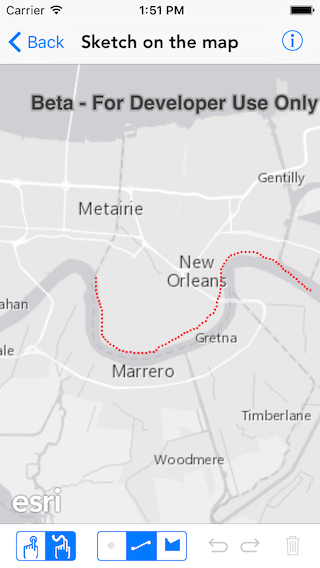 Carrier 1:51 PM
Back Sketch on the map
Beta - For Developer Use Only
Gentilly
Metairie
New
Orleans
ahan
Gretna
ale
Marrero
Timberlane
Woodmere
esri